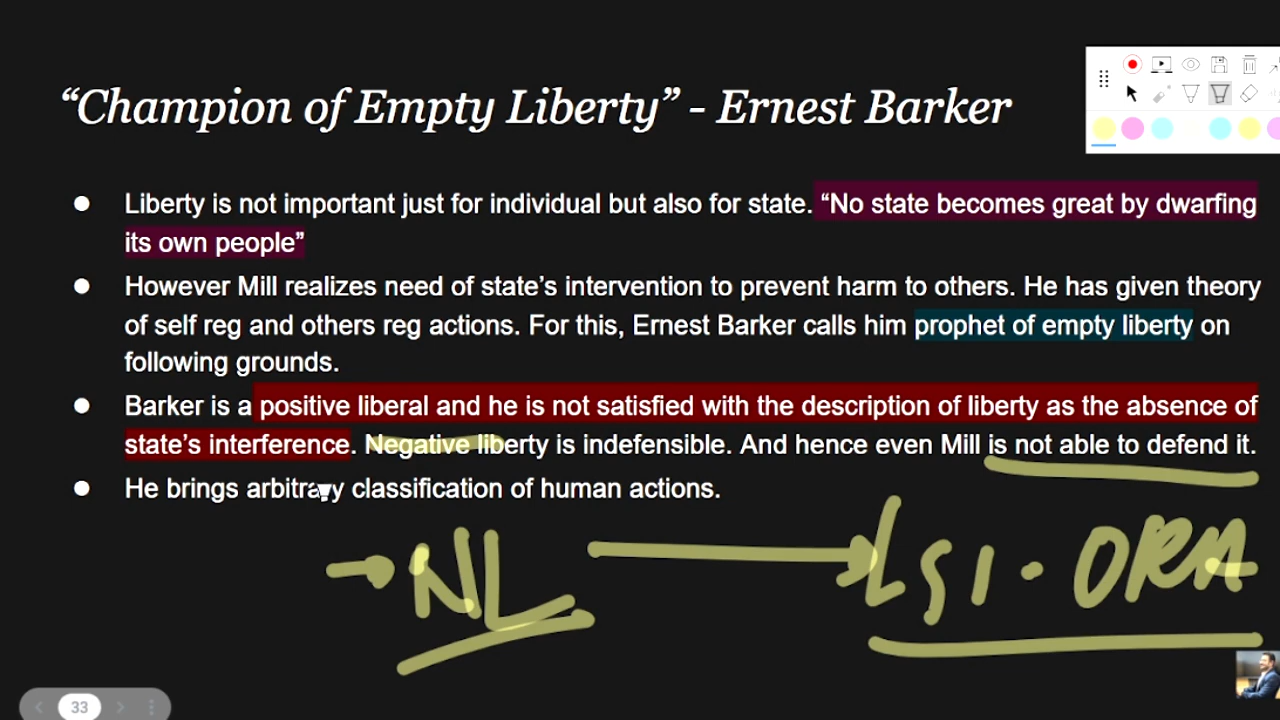 “Champion of Empty Liberty” - Ernest Barker
● Liberty is not important just for individual but also for state. “No state becomes great by dwarfing
its own people”
● However Mill realizes need of state’s intervention to prevent harm to others. He has given theory
of self reg and others reg actions. For this, Ernest Barker calls him prophet of empty liberty on
following grounds.
● Barker is a positive liberal and he is not satisfied with the description of liberty as the absence of
state’s interference. Negative liberty is indefensible. And hence even Mill is not able to defend it.
● He brings arbitrary classification of human actions.
NL ORA
33